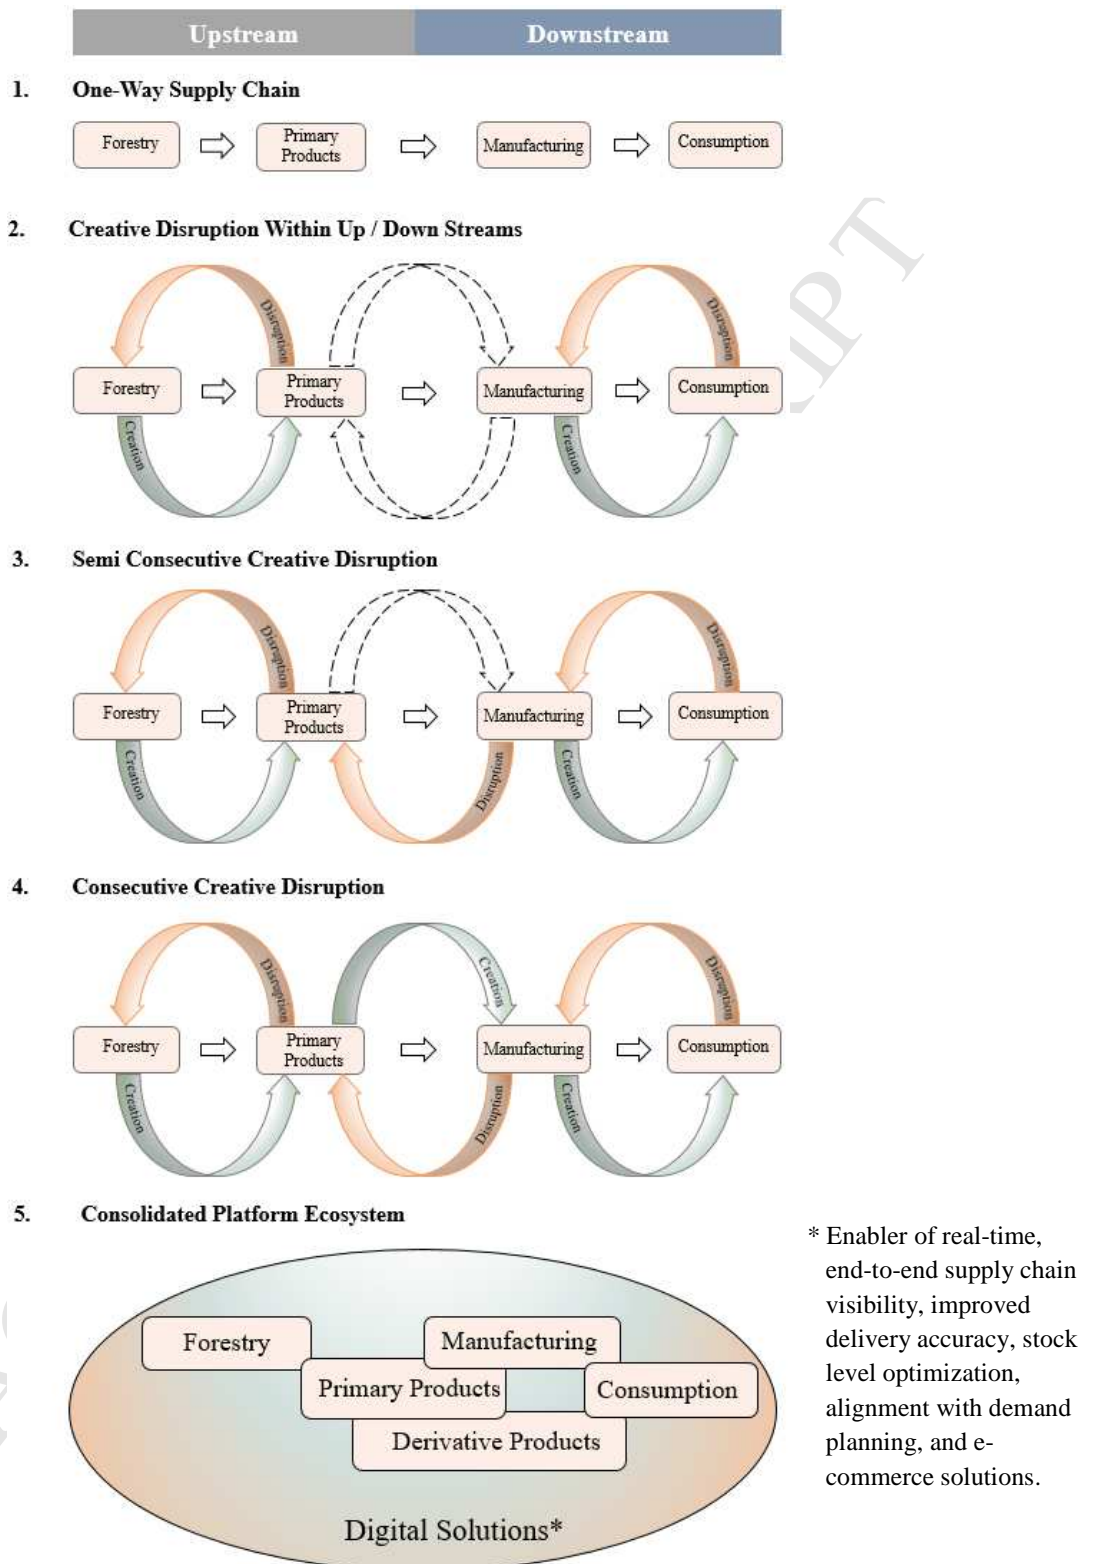 Upstream
Downstream
1. One-Way Supply Chain
Forestry
Primary
Products
Manufacturing
Consumption
2. Creative Disruption Within Up / Down Streams
Disruption
Disruption
Forestry
Primary
Products
Manufacturing
Consumption
Creation
Creation
3. Semi Consecutive Creative Disruption
Disruption
Disruption
Forestry
Primary
Products
Manufacturing
Consumption
Creation
Disruption
Creation
4. Consecutive Creative Disruption
Disruption
Creation
Disruption
Forestry
Primary
Products
Manufacturing
Consumption
Creation
Disruption
Creation
5. Consolidated Platform Ecosystem
Forestry
Manufacturing
Primary Products
Consumption
Derivative Products
Digital Solutions*
* Enabler of real-time,
end-to-end supply chain
visibility, improved
delivery accuracy, stock
level optimization,
alignment with demand
planning, and e-
commerce solutions.